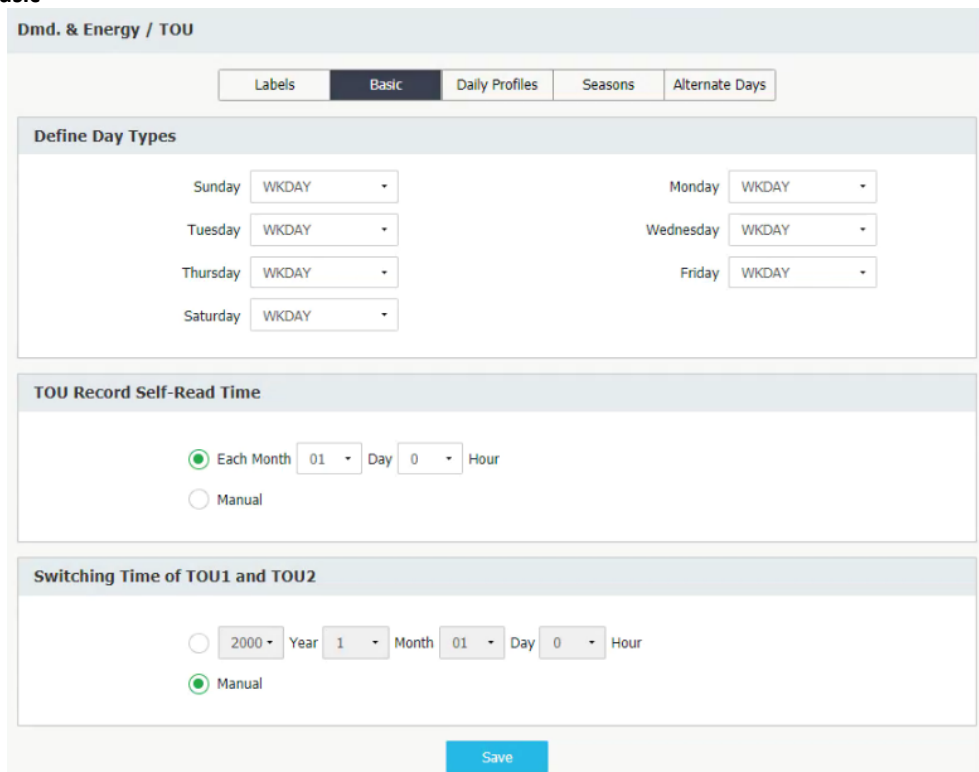 Dmd. & Energy / TOU
Labels Basic Daily Profiles Seasons Alternate Days
Define Day Types
Sunday WKDAY Monday WKDAY
Tuesday WKDAY Wednesday WKDAY
Thursday WKDAY Friday WKDAY
Saturday WKDAY
TOU Record Self-Read Time
Each Month 01 Day 0 Hour
Manual
Switching Time of TOU1 and TOU2
2000 Year 1 Month 01 Day 0 Hour
Manual
Save